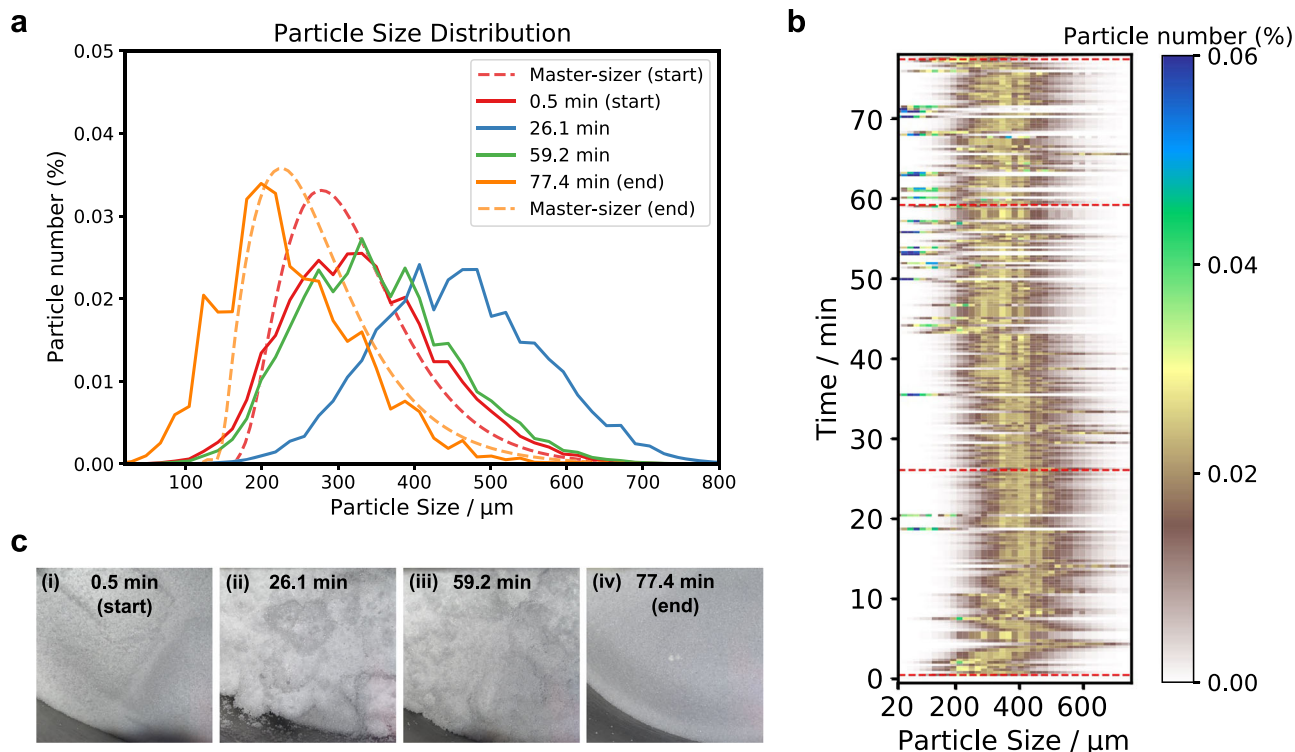 a
Particle Size Distribution
0.05
0.04
0.03
0.02
0.01
0.00
Particle number (%)
100
200
300
400
500
600
700
800
Particle Size / μm
Master-sizer (start)
0.5 min (start)
26.1 min
59.2 min
77.4 min (end)
Master-sizer (end)
b
Particle number (%)
0.06
0.04
0.02
0.00
70
60
50
40
30
20
10
0
Time / min
20
200
400
600
Particle Size / μm
c
(i) 0.5 min
(start)
(ii) 26.1 min
(iii) 59.2 min
(iv) 77.4 min
(end)